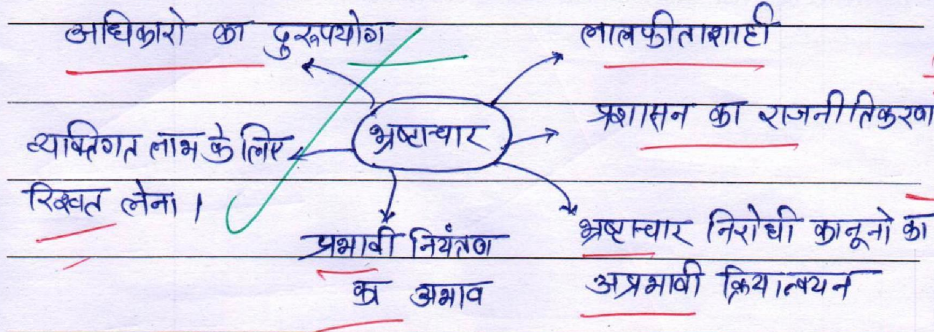 अधिकारो का दुरूपयोग
लालफीताशाही
भ्रष्टाचार
प्रशासन का राजनीतिकरण
व्यक्तिगत लाभ के लिए
रिश्वत लेना।
प्रभावी नियंत्रण
का अभाव
भ्रष्टाचार निरोधी कानूनो का
अप्रभावी क्रियान्वयन